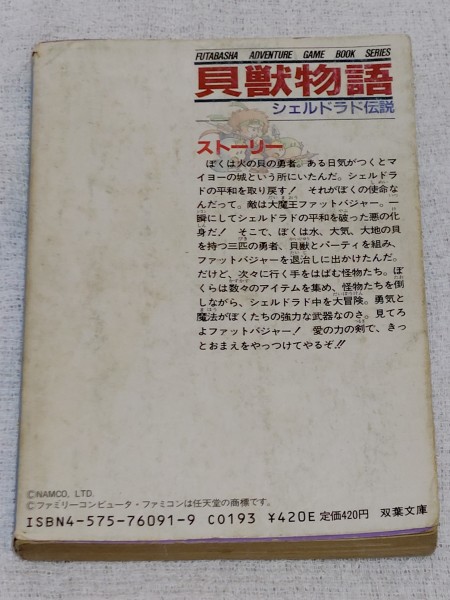 FUTABASHA ADVENTURE GAME BOOK SERIES
貝獣物語
シェルドラド伝説
ストーリー
ぼくは火の貝の勇者。ある日気がつくとマ
イヨーの城という所にいたんだ。シェルドラ
ドの平和を取り戻す! それがぼくの使命な
んだって。敵は大魔王ファットバジャー。一
瞬にしてシェルドラドの平和を破った悪の化
身だ! そこで、ぼくは水、大気、大地の貝
を持つ三匹の勇者、貝獣とパーティを組み、
ファットバジャーを退治しに出かけたんだ。
だけど、次々に行く手をはばむ怪物たち。ぼ
くらは数々のアイテムを集め、怪物たちを倒
しながら、シェルドラド中を大冒険。勇気と
魔法がぼくたちの強力な武器なのさ。見てろ
よファットバジャー! 愛の力の剣で、きっ
とおまえをやっつけてやるぞ!!
©NAMCO, LTD.
©ファミリーコンピュータ・ファミコンは任天堂の商標です。
ISBN4-575-76091-9 C0193 ¥420E 定価420円 双葉文庫